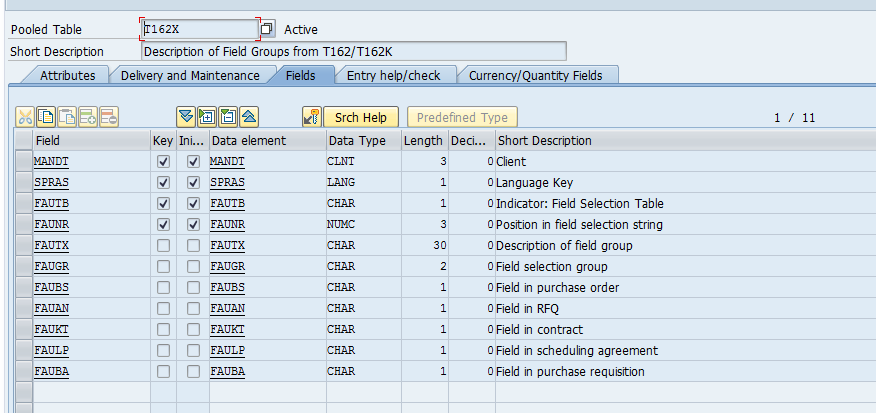 Pooled Table T162X Active
Short Description Description of Field Groups from T162/T162K
Attributes Delivery and Maintenance Fields Entry help/check Currency/Quantity Fields
Srch Help Predefined Type 1 / 11
Field Key Ini... Data element Data Type Length Deci... Short Description
MANDT MANDT CLNT 3 0 Client
SPRAS SPRAS LANG 1 0 Language Key
FAUTB FAUTB CHAR 1 0 Indicator: Field Selection Table
FAUNR FAUNR NUMC 3 0 Position in field selection string
FAUTX FAUTX CHAR 30 0 Description of field group
FAUGR FAUGR CHAR 2 0 Field selection group
FAUBS FAUBS CHAR 1 0 Field in purchase order
FAUAN FAUAN CHAR 1 0 Field in RFQ
FAUKT FAUKT CHAR 1 0 Field in contract
FAULP FAULP CHAR 1 0 Field in scheduling agreement
FAUBA FAUBA CHAR 1 0 Field in purchase requisition